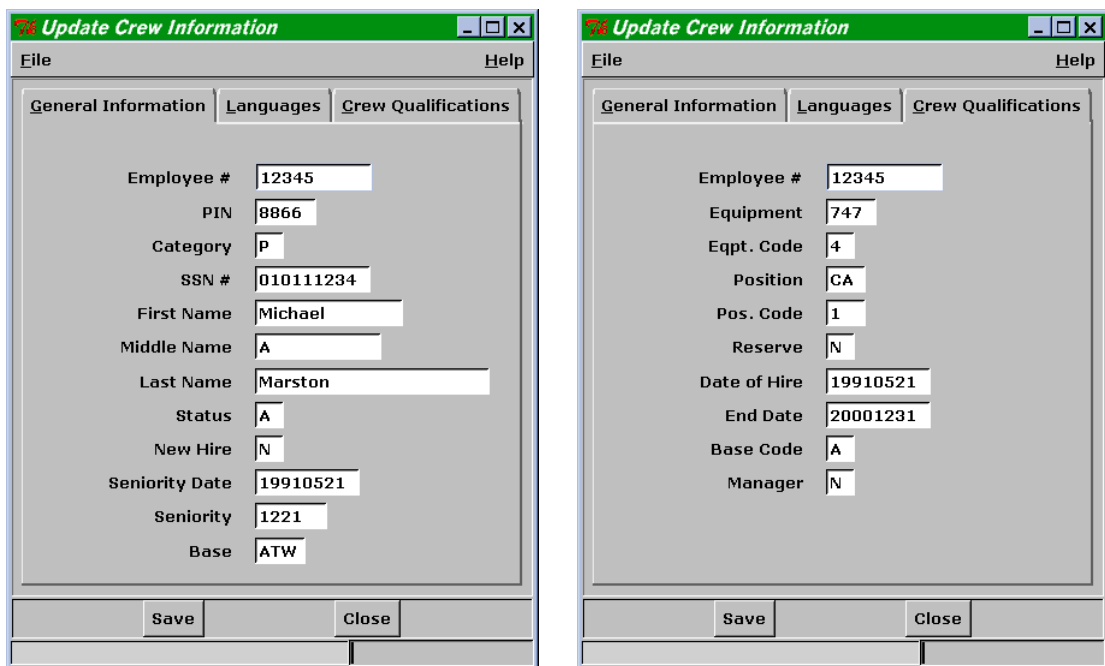 Update Crew Information
File Help
General Information Languages Crew Qualifications
Employee # 12345
PIN 8866
Category P
SSN # 010111234
First Name Michael
Middle Name A
Last Name Marston
Status A
New Hire N
Seniority Date 19910521
Seniority 1221
Base ATW
Save Close
Update Crew Information
File Help
General Information Languages Crew Qualifications
Employee # 12345
Equipment 747
Eqpt. Code 4
Position CA
Pos. Code 1
Reserve N
Date of Hire 19910521
End Date 20001231
Base Code A
Manager N
Save Close